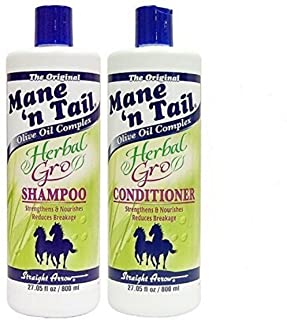 The Original
Mane
'n Tail
Olive Oil Complex
Herbal
Gro
SHAMPOO
Strengthens & Nourishes
Reduces Breakage
Straight Arrow
27.05 fl oz / 800 ml
The Original
Mane
'n Tail
Olive Oil Complex
Herbal
Gro
CONDITIONER
Strengthens & Nourishes
Reduces Breakage
Straight Arrow
27.05 fl oz / 800 ml